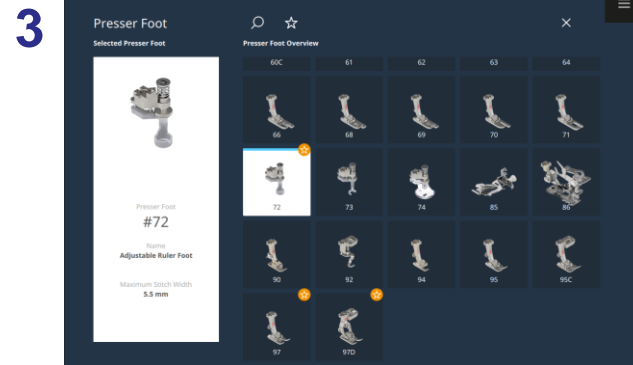 3
Presser Foot
Selected Presser Foot
Presser Foot Overview
60C 61 62 63 64
66 68 69 70 71
72 73 74 85 86
Presser Foot
#72
Name
Adjustable Ruler Foot
Maximum Stitch Width
5.5 mm
90 92 94 95 95C
97 97D